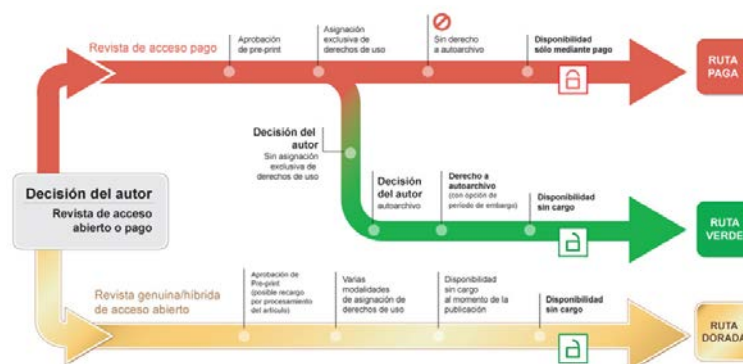 Revista de acceso pago
Aprobación
de pre-print
Asignación
exclusiva de
derechos de uso
Sin derecho
a autoarchivo
Disponibilidad
sólo mediante pago
RUTA
PAGA
Decisión del
autor
Sin asignación
exclusiva de
derechos de uso
Decisión
del autor
autoarchivo
Derecho a
autoarchivo
(con opción de
período de embargo)
Disponibilidad
sin cargo
RUTA
VERDE
Decisión del autor
Revista de acceso
abierto o pago
Revista genuina/híbrida
de acceso abierto
Aprobación de
Pre-print
(posible recargo
por procesamiento
del artículo)
Varias
modalidades
de asignación de
derechos de uso
Disponibilidad
sin cargo
al momento de la
publicación
Disponibilidad
sin cargo
RUTA
DORADA